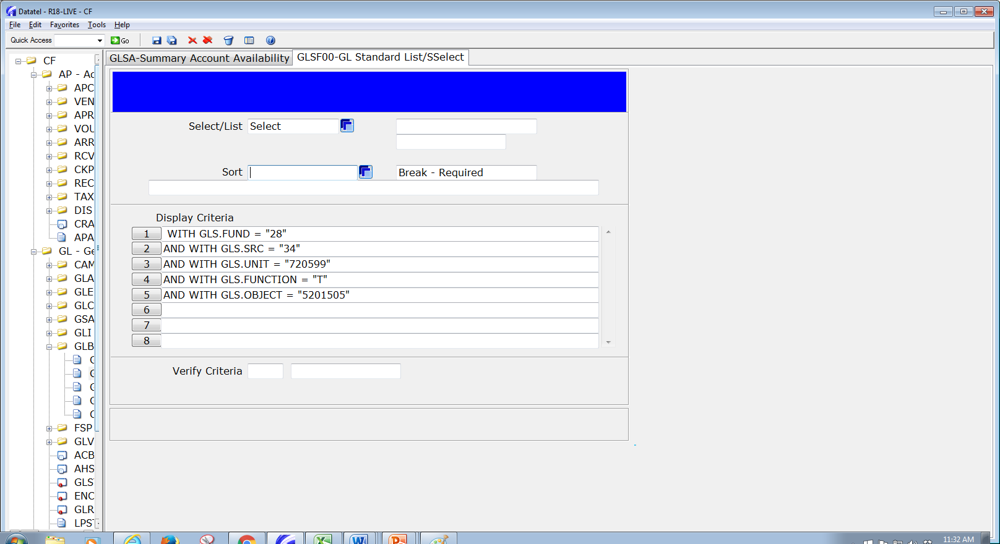 Datatel - R18-LIVE - CF
File Edit Favorites Tools Help
Quick Access Go
CF
AP - Ac
APC
VEN
APR
VOU
ARR
RCV
CKP
REC
TAX
DIS
CRA
APA
GL - Ge
CAM
GLA
GLE
GLC
GSA
GLI
GLB
FSP
GLV
ACB
AHS
GLS
ENC
GLR
LPS
GLSA-Summary Account Availability GLSF00-GL Standard List/SSelect
Select/List Select
Sort Break - Required
Display Criteria
1 WITH GLS.FUND = "28"
2 AND WITH GLS.SRC = "34"
3 AND WITH GLS.UNIT = "720599"
4 AND WITH GLS.FUNCTION = "T"
5 AND WITH GLS.OBJECT = "5201505"
6
7
8
Verify Criteria
11:32 AM